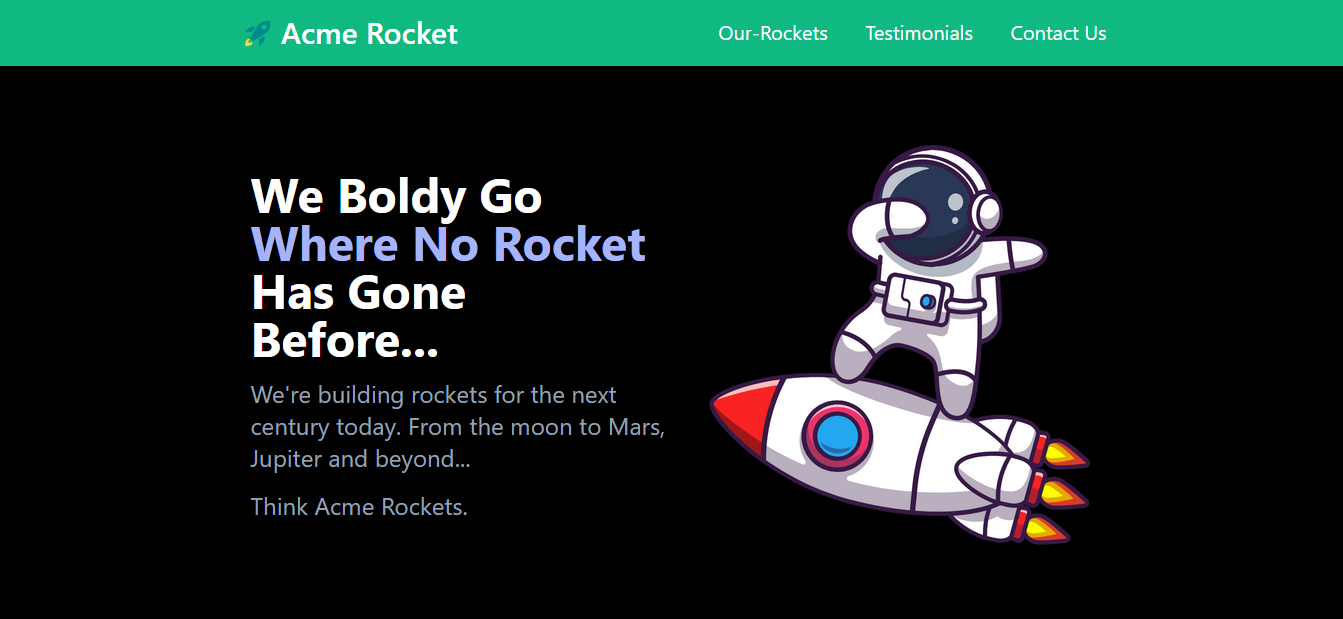 Acme Rocket
Our-Rockets
Testimonials
Contact Us
We Boldy Go
Where No Rocket
Has Gone
Before...
We're building rockets for the next
century today. From the moon to Mars,
Jupiter and beyond...
Think Acme Rockets.